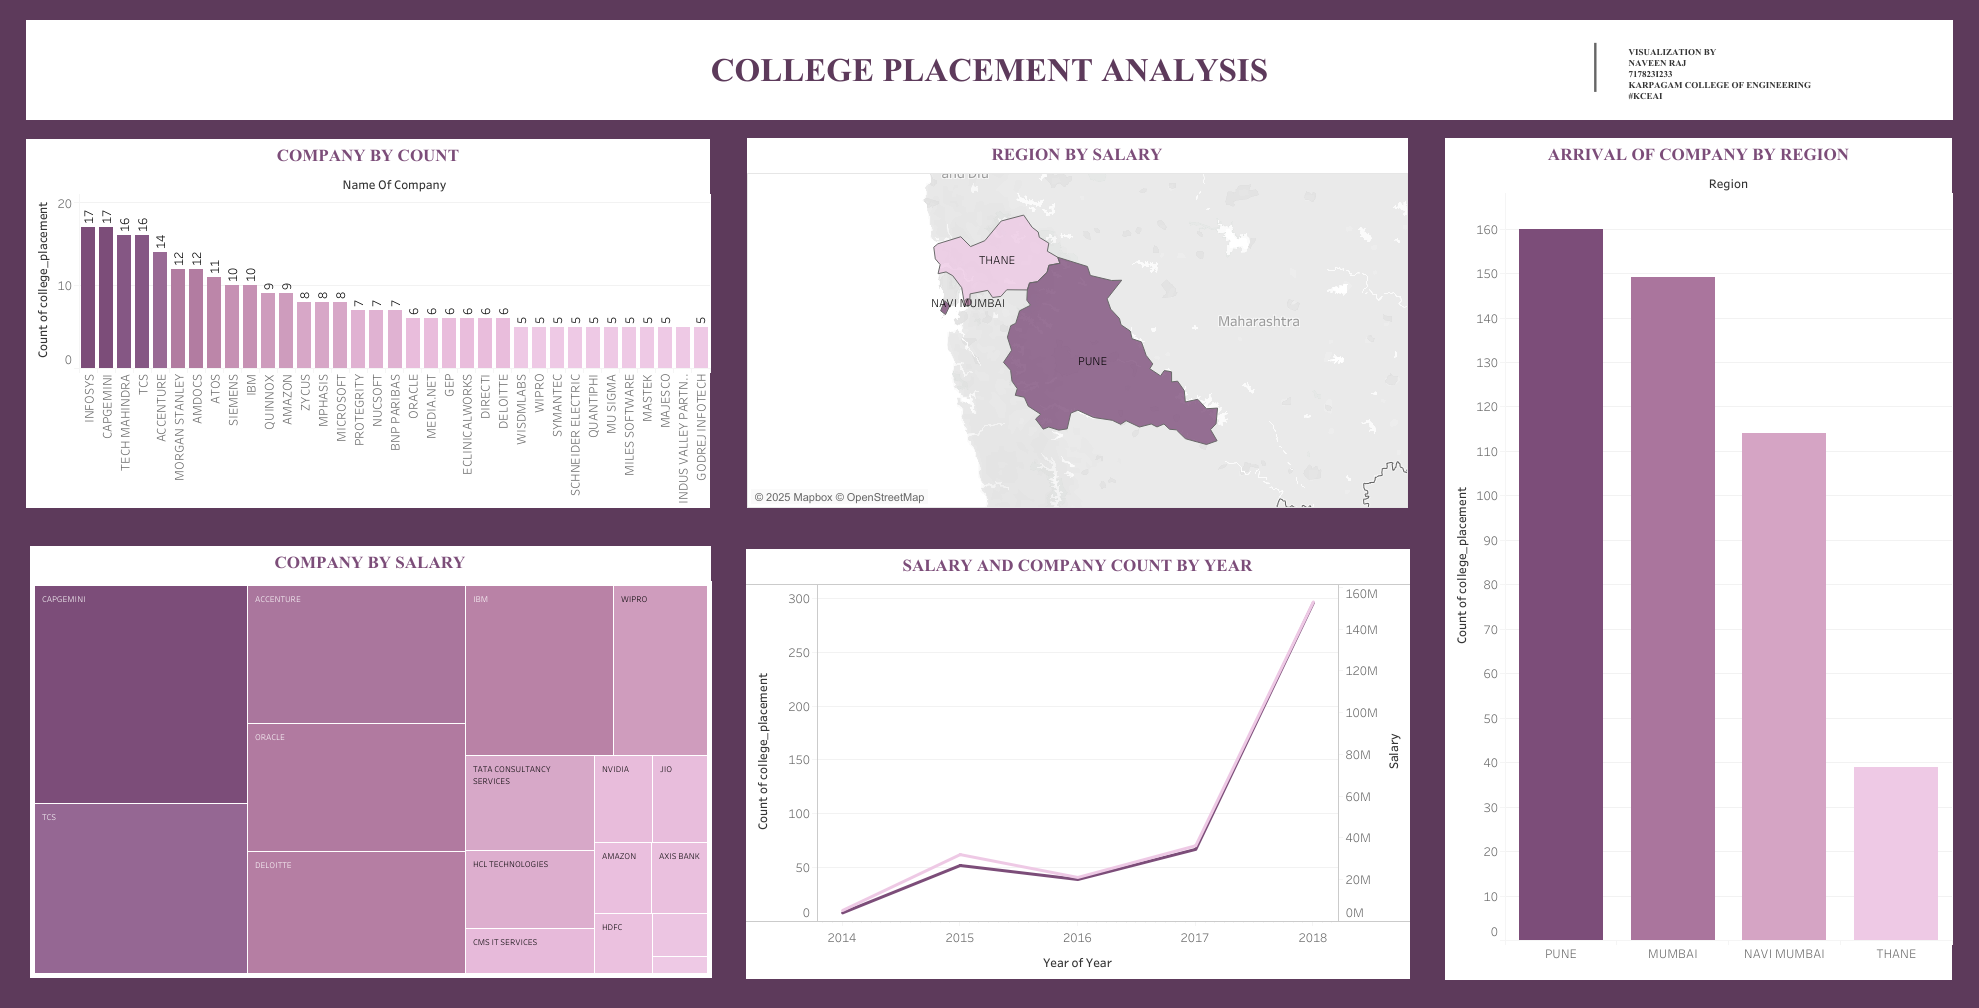 COLLEGE PLACEMENT ANALYSIS
VISUALIZATION BY
NAVEEN RAJ
717823I233
KARPAGAM COLLEGE OF ENGINEERING
#KCEAI
COMPANY BY COUNT
Name Of Company
Count of college_placement
20
10
0
17
17
16
16
14
12
12
11
10
10
9
9
8
8
8
7
7
7
6
6
6
6
6
6
5
5
5
5
5
5
5
5
5
5
INFOSYS
CAPGEMINI
TECH MAHINDRA
TCS
ACCENTURE
MORGAN STANLEY
AMDOCS
ATOS
SIEMENS
IBM
QUINNOX
AMAZON
ZYCUS
MPHASIS
MICROSOFT
PROTEGRITY
NUCSOFT
BNP PARIBAS
ORACLE
MEDIA.NET
GEP
ECLINICALWORKS
DIRECTI
DELOITTE
WISDMLABS
WIPRO
SYMANTEC
SCHNEIDER ELECTRIC
QUANTIPHI
MU SIGMA
MILES SOFTWARE
MASTEK
MAJESCO
INDUS VALLEY PARTN..
GODREJ INFOTECH
REGION BY SALARY
and Diu
THANE
NAVI MUMBAI
Maharashtra
PUNE
© 2025 Mapbox © OpenStreetMap
ARRIVAL OF COMPANY BY REGION
Region
Count of college_placement
160
150
140
130
120
110
100
90
80
70
60
50
40
30
20
10
0
PUNE
MUMBAI
NAVI MUMBAI
THANE
COMPANY BY SALARY
CAPGEMINI
TCS
ACCENTURE
ORACLE
DELOITTE
IBM
WIPRO
TATA CONSULTANCY
SERVICES
HCL TECHNOLOGIES
CMS IT SERVICES
NVIDIA
JIO
AMAZON
AXIS BANK
HDFC
SALARY AND COMPANY COUNT BY YEAR
Count of college_placement
300
250
200
150
100
50
0
160M
140M
120M
100M
80M
60M
40M
20M
0M
Salary
2014
2015
2016
2017
2018
Year of Year